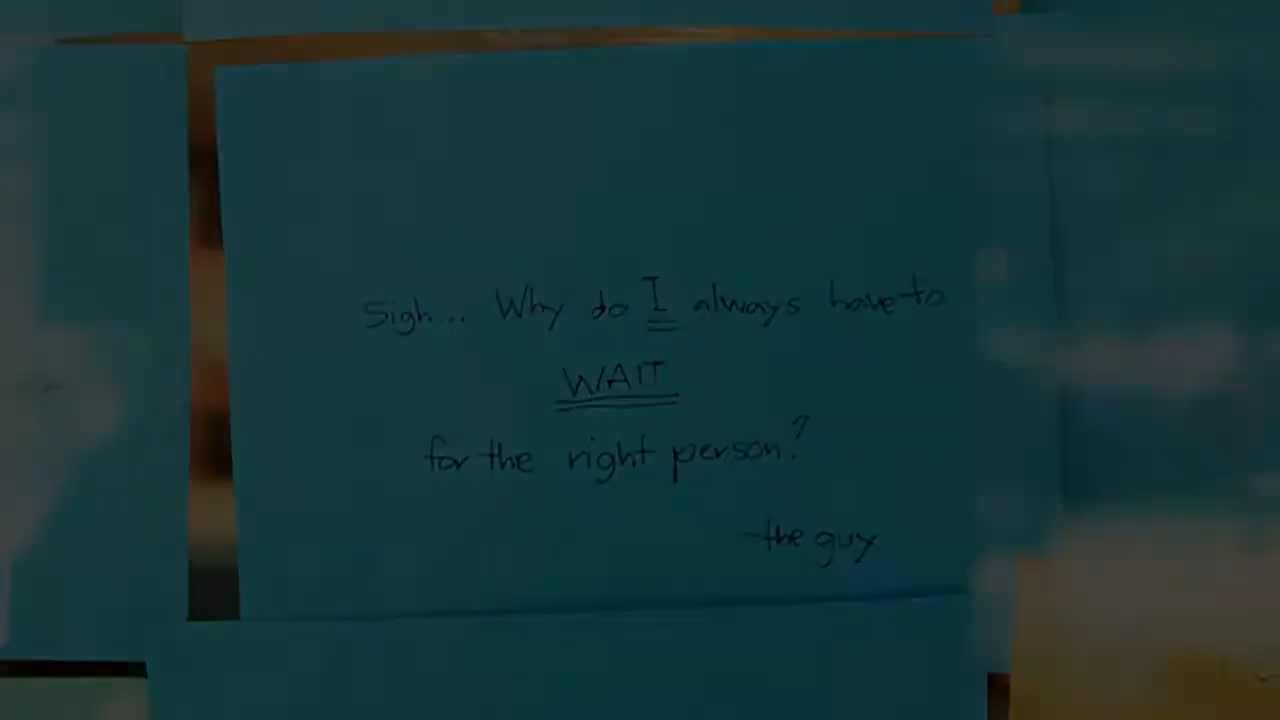 Sigh... Why do I always have to
WAIT
for the right person?
the guy